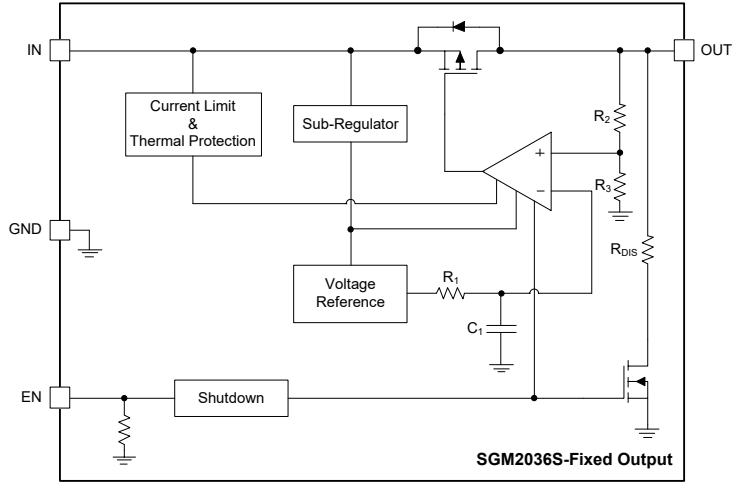 IN
OUT
Current Limit
&
Thermal Protection
Sub-Regulator
R2
+
R3
−
GND
RDIS
Voltage
Reference
R1
C1
EN
Shutdown
SGM2036S-Fixed Output